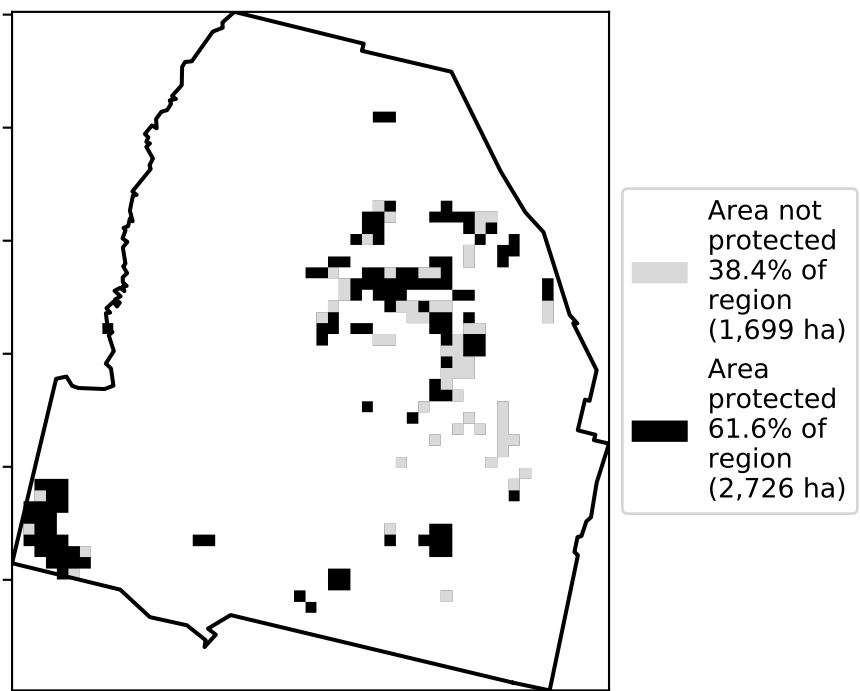 Area not
protected
38.4% of
region
(1,699 ha)
Area
protected
61.6% of
region
(2,726 ha)